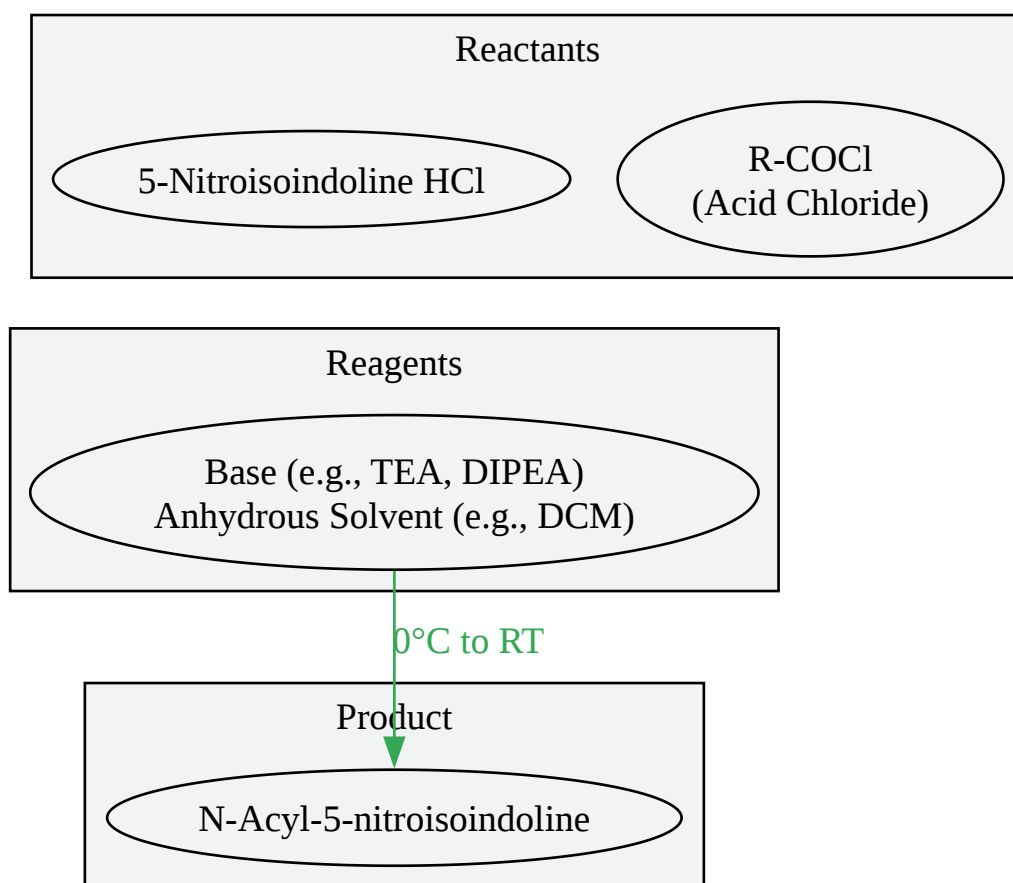 Reactants
5-Nitroisoindoline HCl
R-COCl
(Acid Chloride)
Reagents
Base (e.g., TEA, DIPEA)
Anhydrous Solvent (e.g., DCM)
0°C to RT
Product
N-Acyl-5-nitroisoindoline